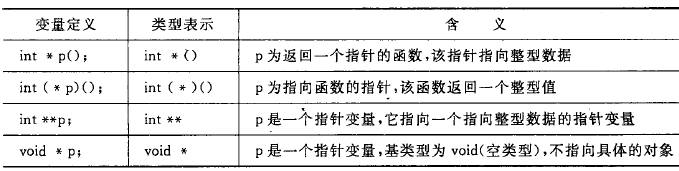 变量定义 类型表示 含 义
int * p(); int * () p 为返回一个指针的函数,该指针指向整型数据
int ( * p)(); int ( * )() p 为指向函数的指针,该函数返回一个整型值
int **p; int ** p 是一个指针变量,它指向一个指向整型数据的指针变量
void * p; void * p 是一个指针变量,基类型为 void(空类型),不指向具体的对象